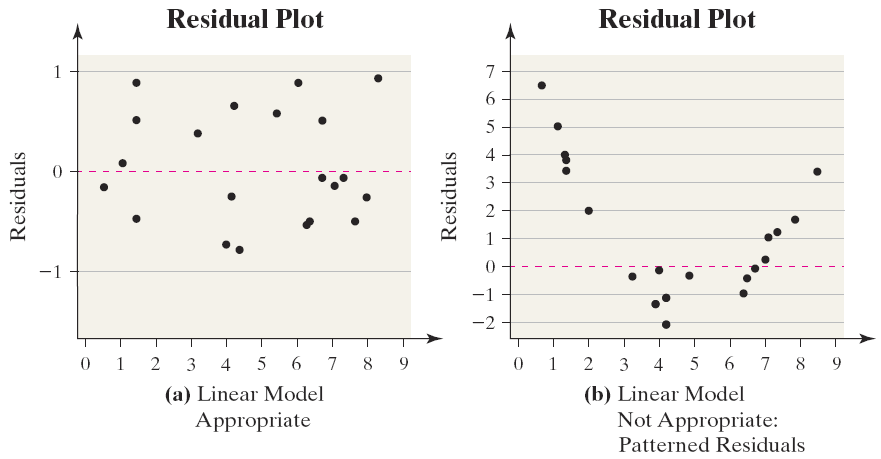 Residual Plot
Residuals
1
0
−1
0 1 2 3 4 5 6 7 8 9
(a) Linear Model
Appropriate
Residual Plot
Residuals
7
6
5
4
3
2
1
0
−1
−2
0 1 2 3 4 5 6 7 8 9
(b) Linear Model
Not Appropriate:
Patterned Residuals